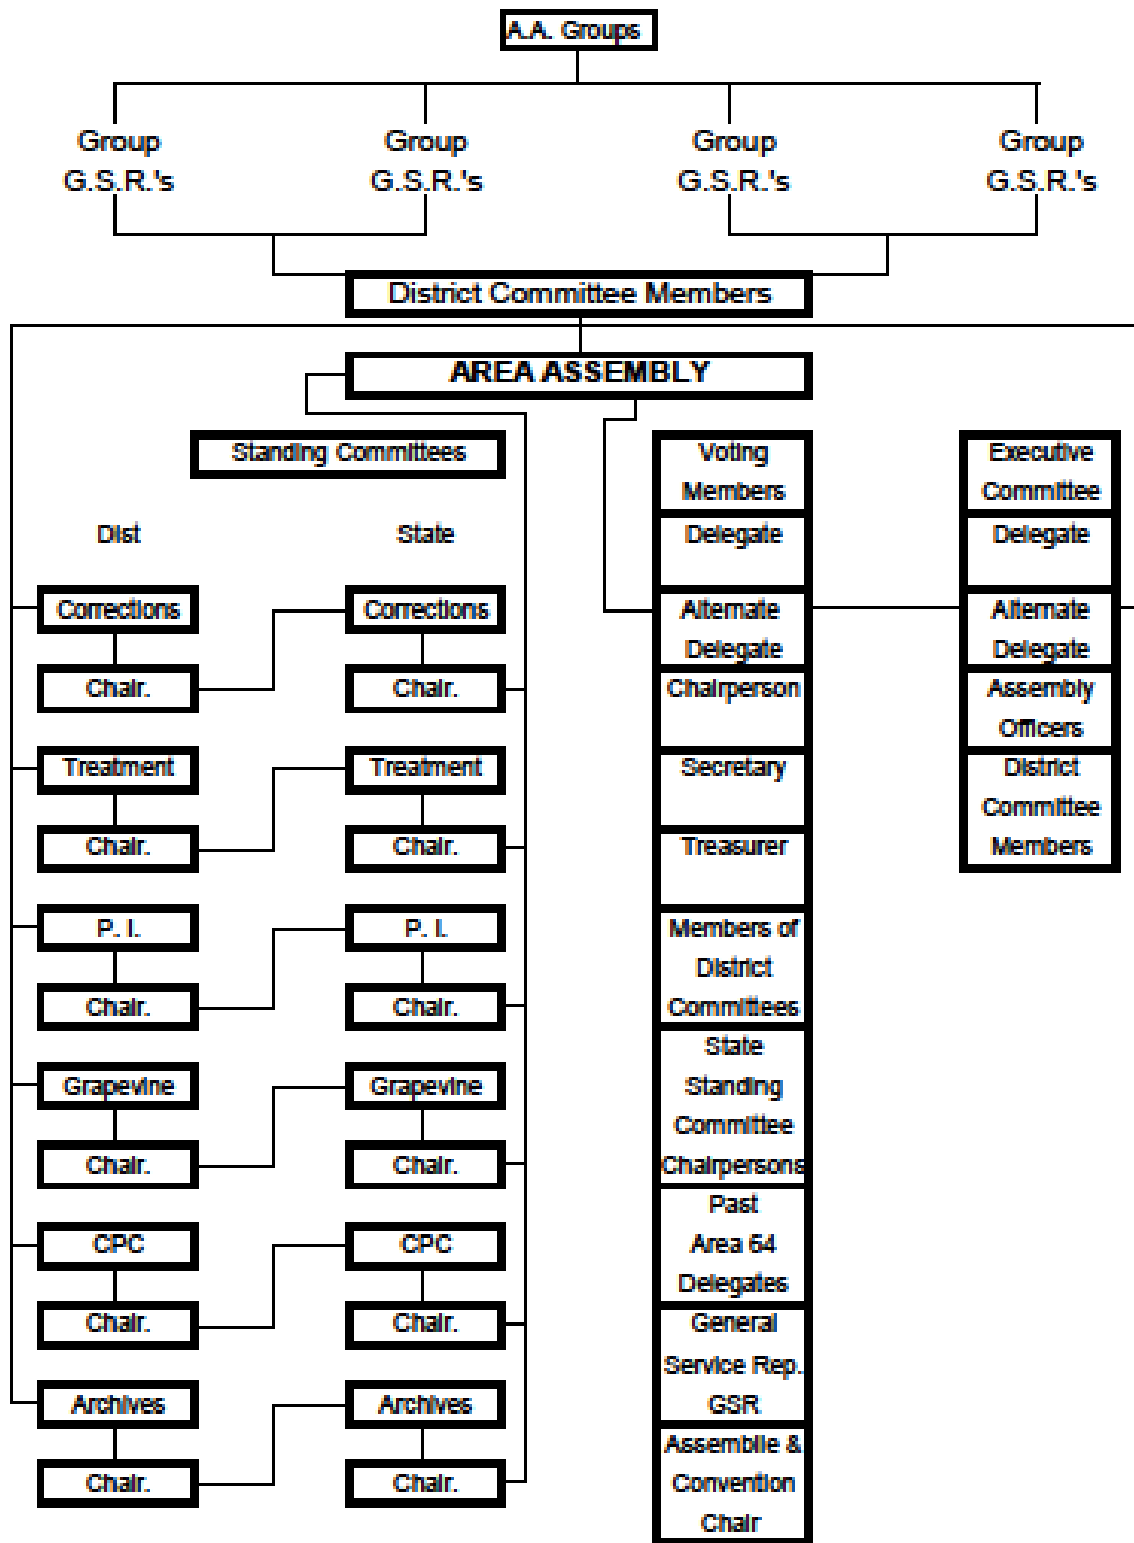 A.A. Groups
Group Group Group Group
G.S.R.'s G.S.R.'s G.S.R.'s G.S.R.'s
District Committee Members
AREA ASSEMBLY
Standing Committees
Dist State
Corrections Corrections
Chair. Chair.
Treatment Treatment
Chair. Chair.
P. I. P. I.
Chair. Chair.
Grapevine Grapevine
Chair. Chair.
CPC CPC
Chair. Chair.
Archives Archives
Chair. Chair.
Voting
Members
Delegate
Alternate
Delegate
Chairperson
Secretary
Treasurer
Members of
District
Committees
State
Standing
Committee
Chairpersons
Past
Area 64
Delegates
General
Service Rep.
GSR
Assemblie &
Convention
Chair
Executive
Committee
Delegate
Alternate
Delegate
Assembly
Officers
District
Committee
Members